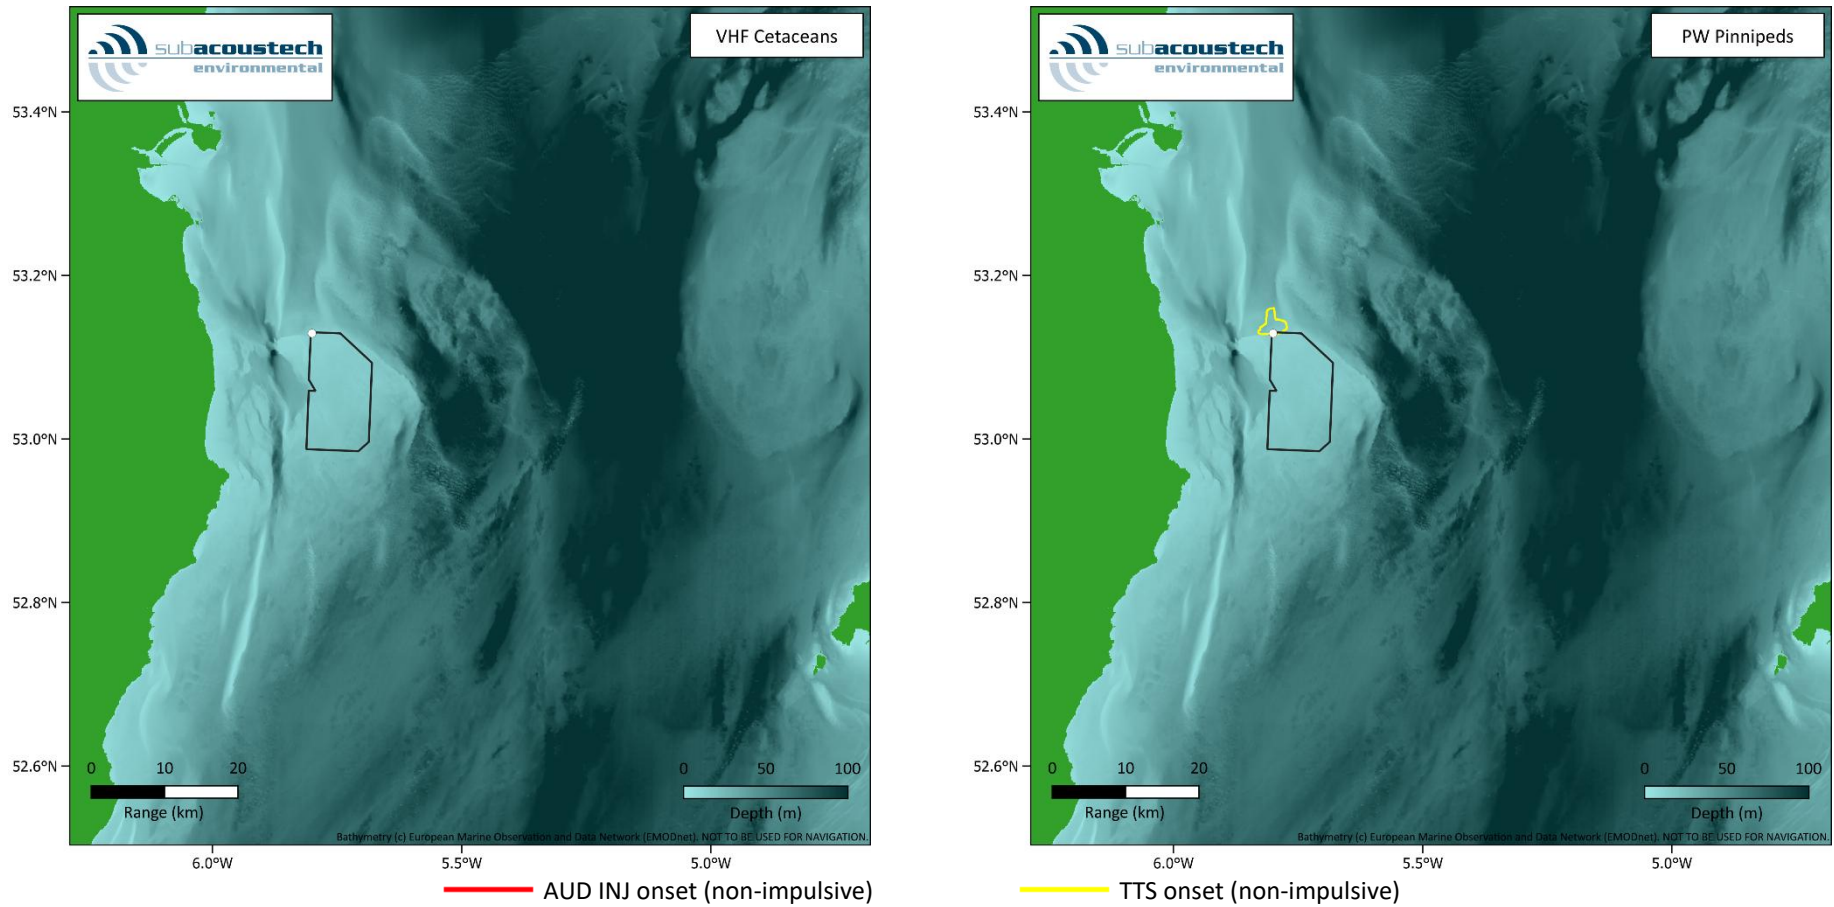 subacoustech
environmental
VHF Cetaceans
53.4°N
53.2°N
53.0°N
52.8°N
52.6°N
0 10 20
Range (km)
0 50 100
Depth (m)
Bathymetry (c) European Marine Observation and Data Network (EMODnet). NOT TO BE USED FOR NAVIGATION.
6.0°W 5.5°W 5.0°W
subacoustech
environmental
PW Pinnipeds
53.4°N
53.2°N
53.0°N
52.8°N
52.6°N
0 10 20
Range (km)
0 50 100
Depth (m)
Bathymetry (c) European Marine Observation and Data Network (EMODnet). NOT TO BE USED FOR NAVIGATION.
6.0°W 5.5°W 5.0°W
AUD INJ onset (non-impulsive) TTS onset (non-impulsive)